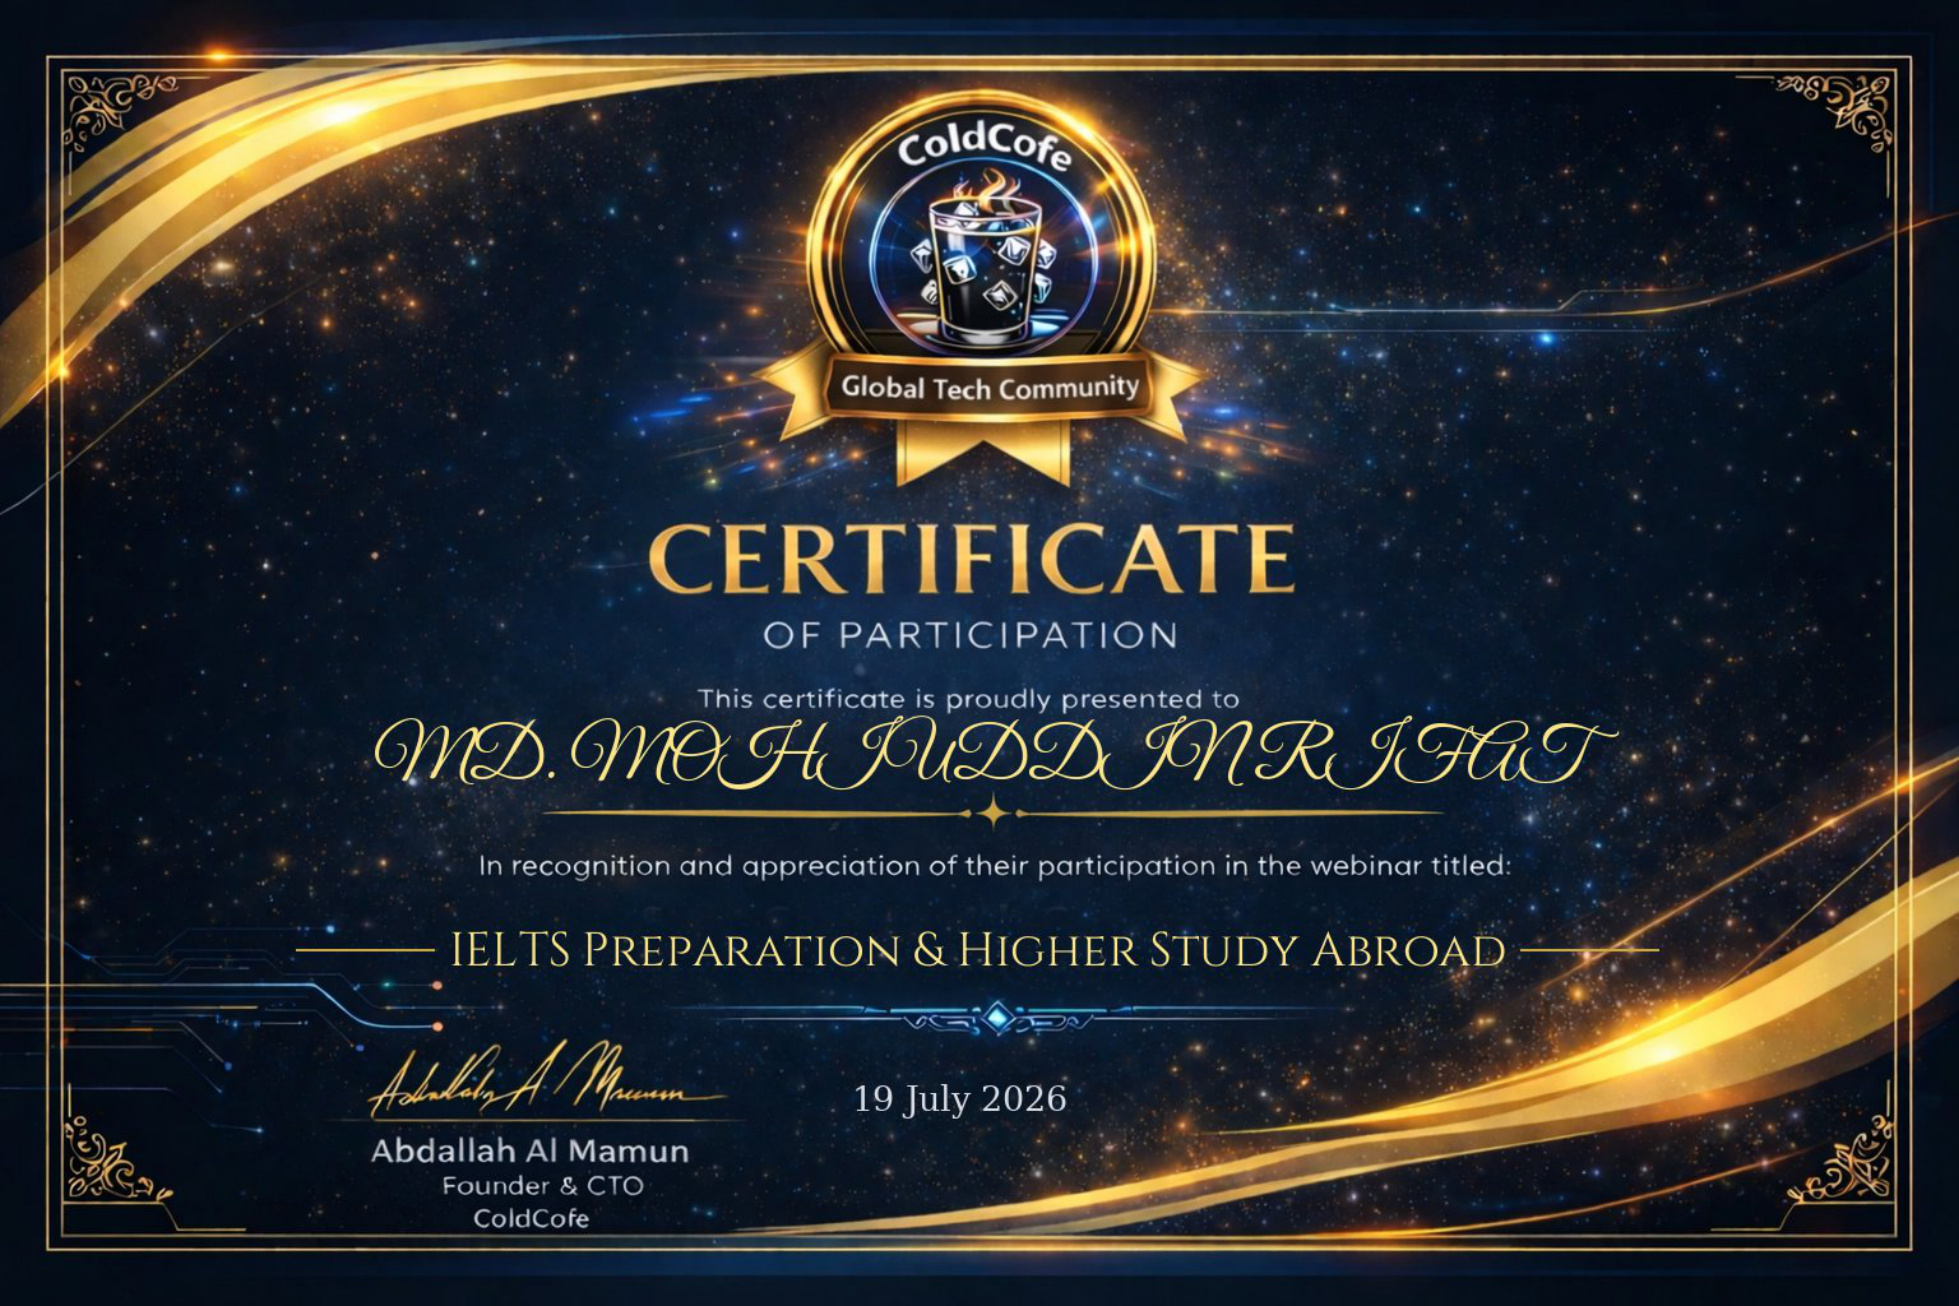 ColdCofe
Global Tech Community
CERTIFICATE
OF PARTICIPATION
This certificate is proudly presented to
MD. MOHIUDDIN RIFAT
In recognition and appreciation of their participation in the webinar titled:
IELTS Preparation & Higher Study Abroad
Abdallah A. Mamun
19 July 2026
Abdallah Al Mamun
Founder & CTO
ColdCofe